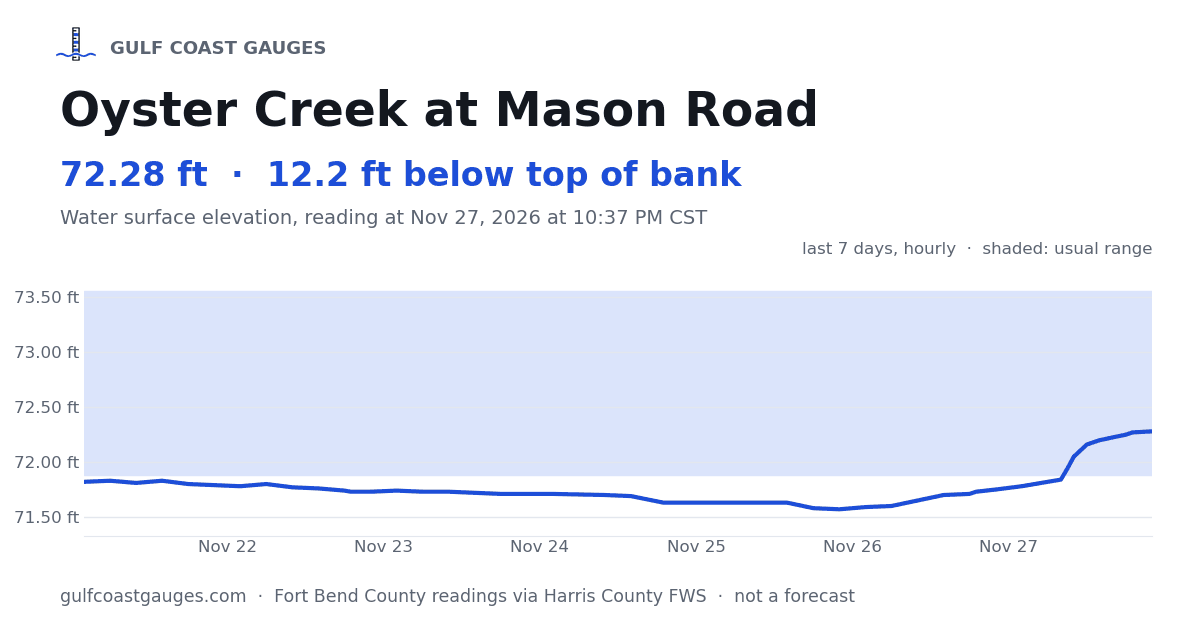 GULF COAST GAUGES
Oyster Creek at Mason Road
72.28 ft · 12.2 ft below top of bank
Water surface elevation, reading at Nov 27, 2026 at 10:37 PM CST
last 7 days, hourly · shaded: usual range
73.50 ft
73.00 ft
72.50 ft
72.00 ft
71.50 ft
Nov 22 Nov 23 Nov 24 Nov 25 Nov 26 Nov 27
gulfcoastgauges.com · Fort Bend County readings via Harris County FWS · not a forecast